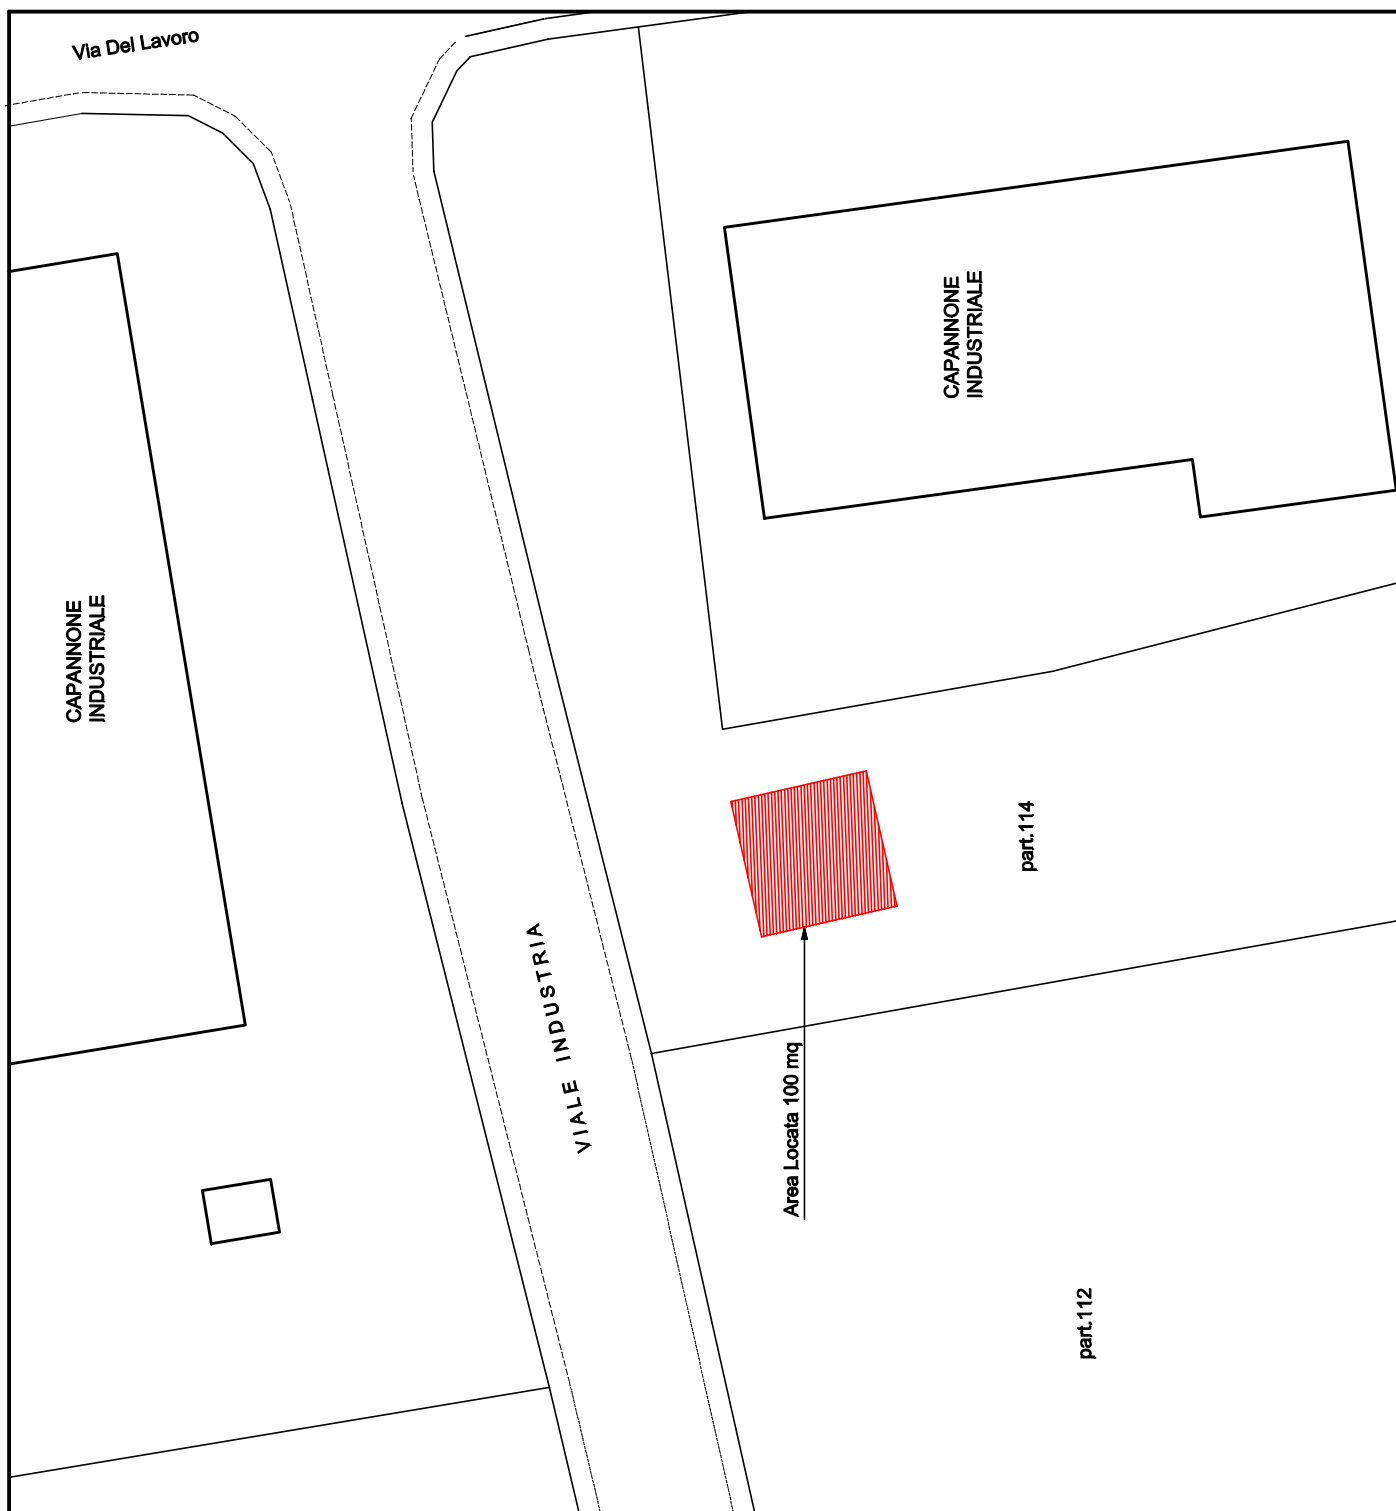 Via Del Lavoro
CAPANNONE
INDUSTRIALE
CAPANNONE
INDUSTRIALE
part.114
VIALE INDUSTRIA
Area Locata 100 mq
part.112